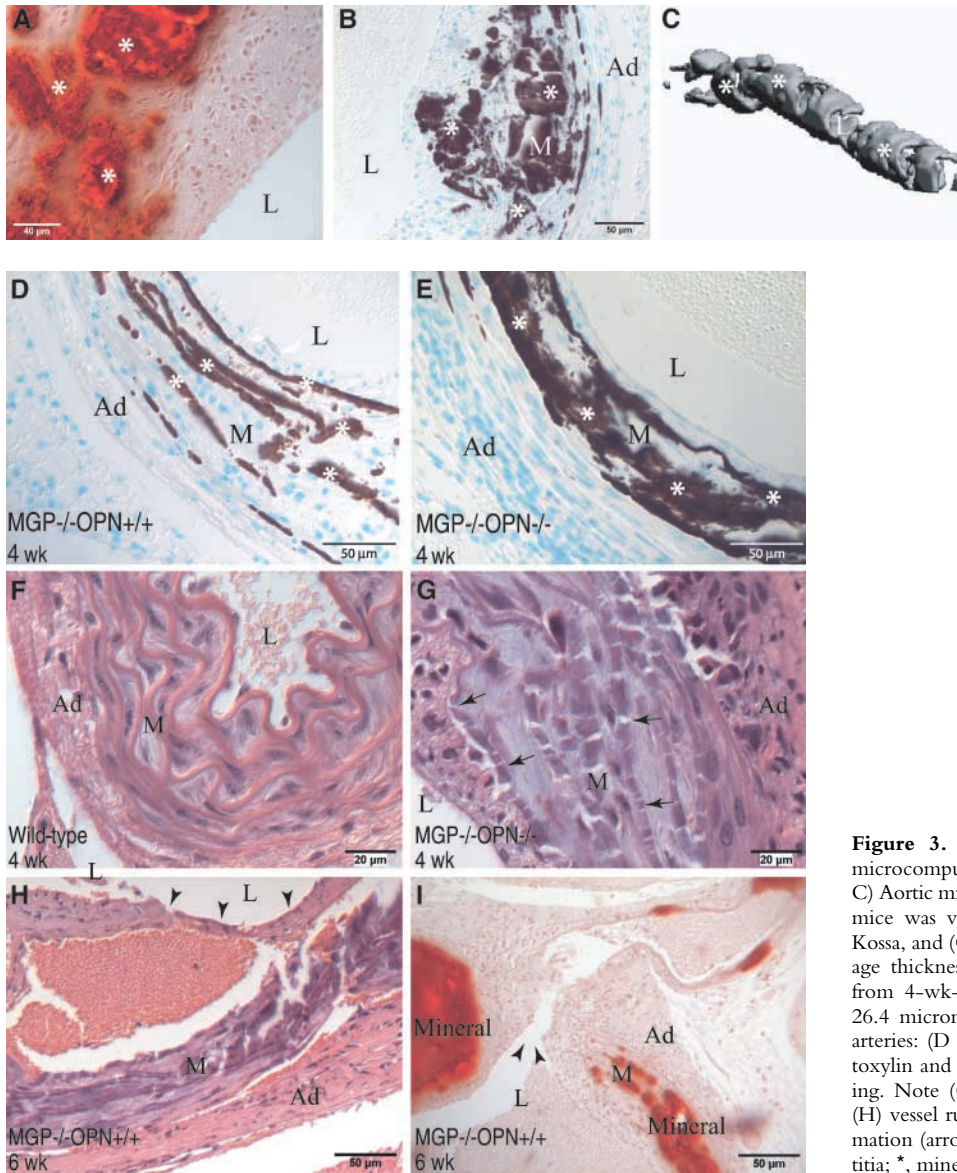 A
B
C
*
*
*
L
40 µm
*
*
*
L
M
Ad
50 µm
*
*
*
D
L
*
*
*
*
*
Ad
M
MGP-/-OPN+/+
4 wk
50 µm
E
L
*
*
*
*
M
Ad
MGP-/-OPN-/-
4 wk
50 µm
F
L
Ad
M
Wild-type
4 wk
20 µm
G
Ad
M
L
MGP-/-OPN-/-
4 wk
20 µm
H
L
L
M
Ad
MGP-/-OPN+/+
6 wk
50 µm
I
Mineral
Ad
M
L
Mineral
MGP-/-OPN+/+
6 wk
50 µm
Figure 3.
microcompu
C) Aortic mi
mice was v
Kossa, and (
age thicknes
from 4-wk-
26.4 micron
arteries: (D
toxylin and
ing. Note (
(H) vessel ru
mation (arro
titia; *, mine